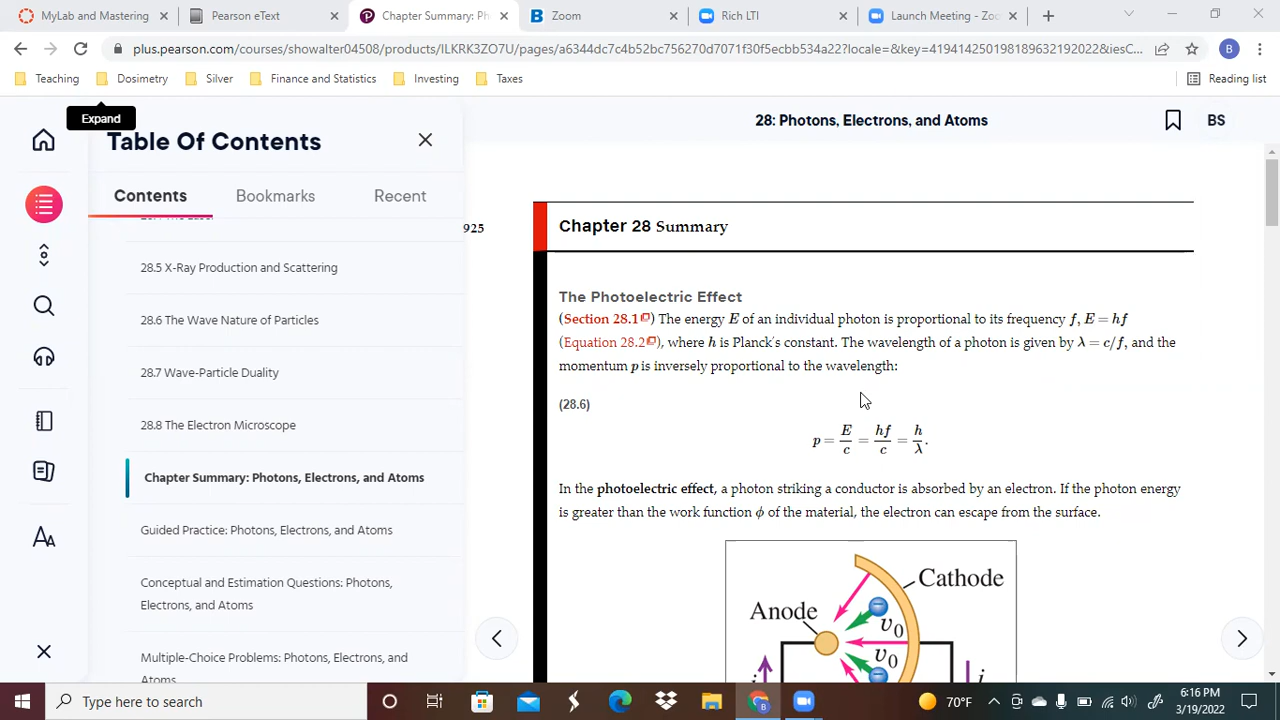 MyLab and Mastering
Pearson eText
Chapter Summary: Ph
Zoom
Rich LTI
Launch Meeting - Zoo
plus.pearson.com/courses/showalter04508/products/ILKRK3ZO7U/pages/a6344dc7c4b52bc756270d7071f30f5ecbb534a22?locale=&key=419414250198189632192022&iesC...
B
Teaching
Dosimetry
Silver
Finance and Statistics
Investing
Taxes
Reading list
Expand
Table Of Contents
28: Photons, Electrons, and Atoms
BS
Contents
Bookmarks
Recent
28.5 X-Ray Production and Scattering
28.6 The Wave Nature of Particles
28.7 Wave-Particle Duality
28.8 The Electron Microscope
Chapter Summary: Photons, Electrons, and Atoms
Guided Practice: Photons, Electrons, and Atoms
Conceptual and Estimation Questions: Photons,
Electrons, and Atoms
Multiple-Choice Problems: Photons, Electrons, and
Atoms
925
Chapter 28 Summary
The Photoelectric Effect
(Section 28.1) The energy E of an individual photon is proportional to its frequency f, E = hf
(Equation 28.2), where h is Planck's constant. The wavelength of a photon is given by λ = c/f, and the
momentum p is inversely proportional to the wavelength:
(28.6)
p = E/c = hf/c = h/λ.
In the photoelectric effect, a photon striking a conductor is absorbed by an electron. If the photon energy
is greater than the work function ϕ of the material, the electron can escape from the surface.
Cathode
Anode
v0
v0
i
i
Type here to search
70°F
6:16 PM
3/19/2022